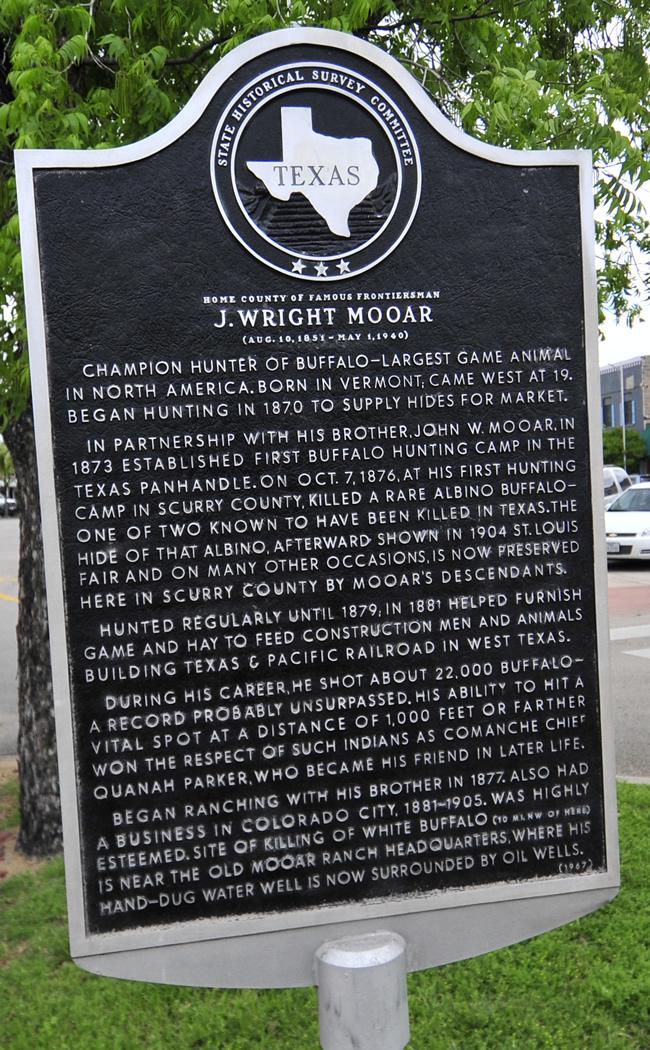 STATE HISTORICAL SURVEY COMMITTEE
TEXAS
HOME COUNTY OF FAMOUS FRONTIERSMAN
J. WRIGHT MOOAR
(AUG. 10, 1851 - MAY 1, 1940)
CHAMPION HUNTER OF BUFFALO—LARGEST GAME ANIMAL
IN NORTH AMERICA. BORN IN VERMONT; CAME WEST AT 19.
BEGAN HUNTING IN 1870 TO SUPPLY HIDES FOR MARKET.
IN PARTNERSHIP WITH HIS BROTHER, JOHN W. MOOAR, IN
1873 ESTABLISHED FIRST BUFFALO HUNTING CAMP IN THE
TEXAS PANHANDLE. ON OCT. 7, 1876, AT HIS FIRST HUNTING
CAMP IN SCURRY COUNTY, KILLED A RARE ALBINO BUFFALO—
ONE OF TWO KNOWN TO HAVE BEEN KILLED IN TEXAS. THE
HIDE OF THAT ALBINO, AFTERWARD SHOWN IN 1904 ST. LOUIS
FAIR AND ON MANY OTHER OCCASIONS, IS NOW PRESERVED
HERE IN SCURRY COUNTY BY MOOAR'S DESCENDANTS.
HUNTED REGULARLY UNTIL 1879; IN 1881 HELPED FURNISH
GAME AND HAY TO FEED CONSTRUCTION MEN AND ANIMALS
BUILDING TEXAS & PACIFIC RAILROAD IN WEST TEXAS.
DURING HIS CAREER, HE SHOT ABOUT 22,000 BUFFALO—
A RECORD PROBABLY UNSURPASSED. HIS ABILITY TO HIT A
VITAL SPOT AT A DISTANCE OF 1,000 FEET OR FARTHER
WON THE RESPECT OF SUCH INDIANS AS COMANCHE CHIEF
QUANAH PARKER, WHO BECAME HIS FRIEND IN LATER LIFE.
BEGAN RANCHING WITH HIS BROTHER IN 1877. ALSO HAD
A BUSINESS IN COLORADO CITY, 1881-1905. WAS HIGHLY
ESTEEMED. SITE OF KILLING OF WHITE BUFFALO (10 MI. NW OF HERE)
IS NEAR THE OLD MOOAR RANCH HEADQUARTERS, WHERE HIS
HAND-DUG WATER WELL IS NOW SURROUNDED BY OIL WELLS.
(1967)